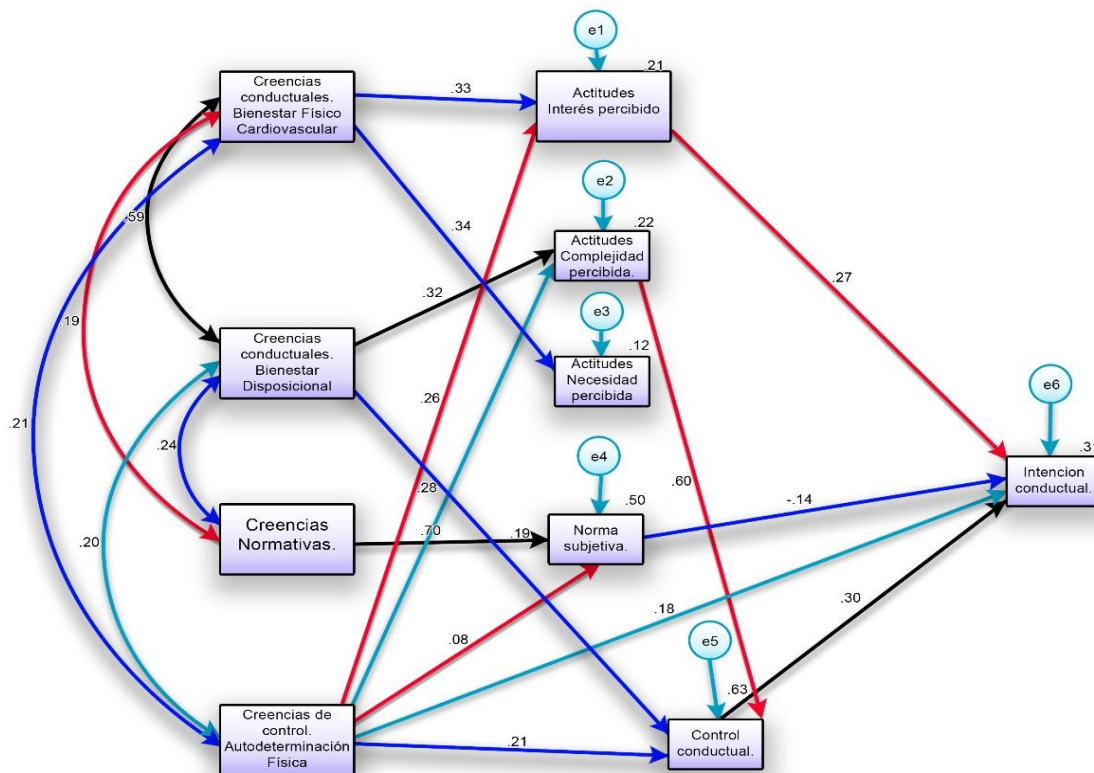 e1
.21
Creencias
conductuales.
Bienestar Físico
Cardiovascular
.33
Actitudes
Interés percibido
e2
.59
.34
.22
Actitudes
Complejidad
percibida.
.32
.27
e3
.19
.12
Creencias
conductuales.
Bienestar
Disposicional
Actitudes
Necesidad
percibida
.26
e6
.21
.24
e4
.31
Intencion
conductual.
.28
.60
.50
-.14
Creencias
Normativas.
.70
.19
Norma
subjetiva.
.20
.18
.30
.08
e5
.63
Creencias de
control.
Autodeterminación
Física
.21
Control
conductual.